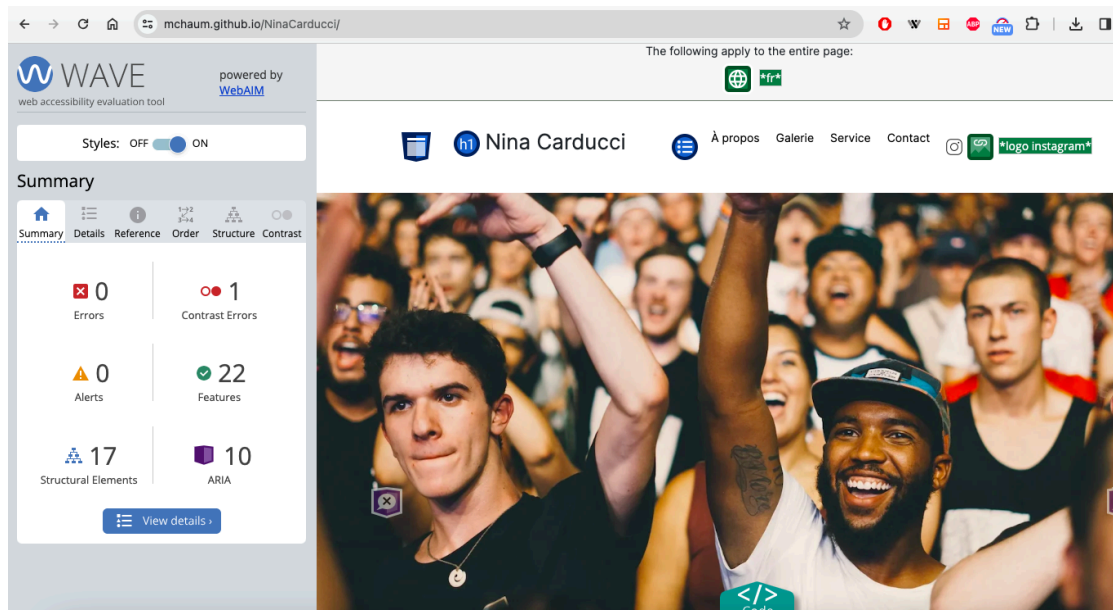 mchaum.github.io/NinaCarducci/
ABP
NEW
WAVE
web accessibility evaluation tool
powered by
WebAIM
Styles: OFF ON
Summary
Summary Details Reference Order Structure Contrast
0
Errors
1
Contrast Errors
0
Alerts
22
Features
17
Structural Elements
10
ARIA
View details ›
The following apply to the entire page:
*fr*
h1 Nina Carducci
À propos Galerie Service Contact
*logo instagram*
</>
Code